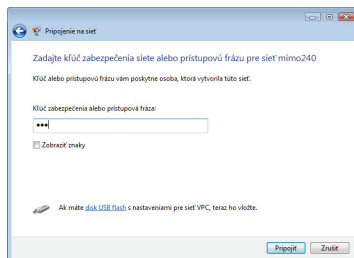 Pripojenie na sieť
Zadajte kľúč zabezpečenia siete alebo prístupovú frázu pre sieť mimo240
Kľúč alebo prístupovú frázu vám poskytne osoba, ktorá vytvorila túto sieť.
Kľúč zabezpečenia alebo prístupová fráza:
•••
Zobraziť znaky
Ak máte disk USB flash s nastaveniami pre sieť VPC, teraz ho vložte.
Pripojiť Zrušiť